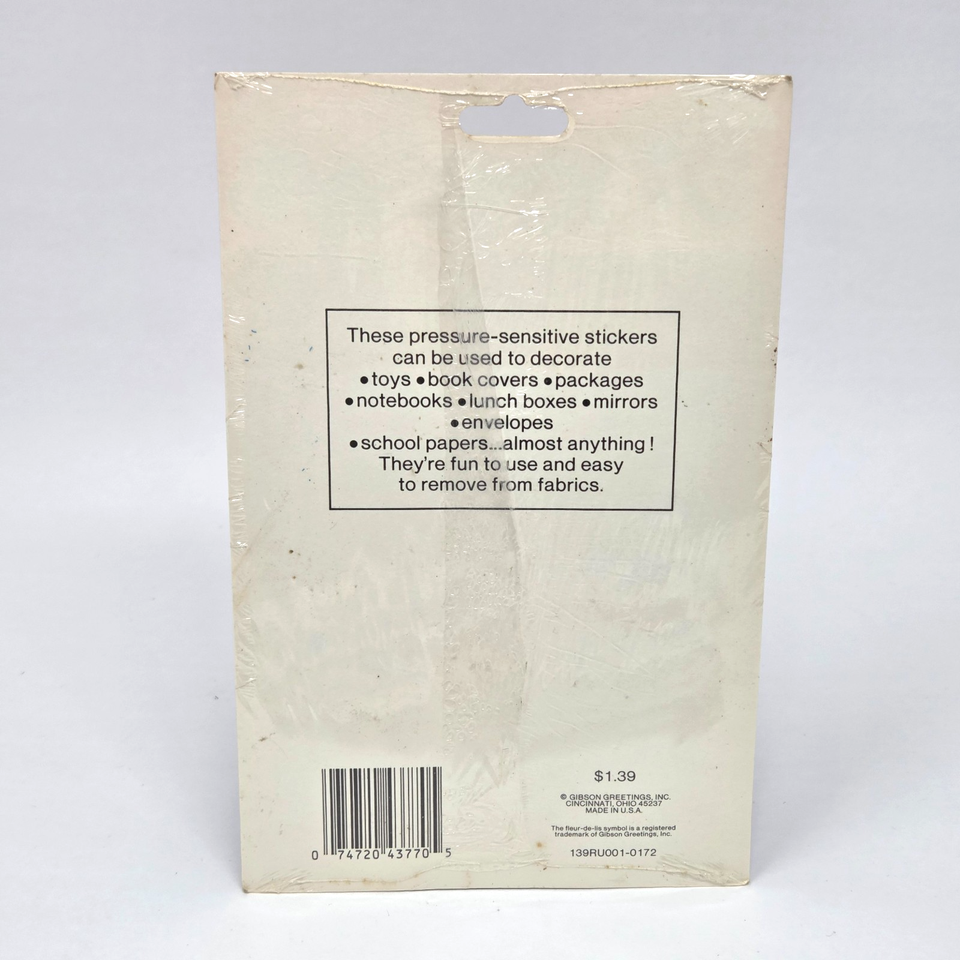 These pressure-sensitive stickers
can be used to decorate
•toys •book covers •packages
•notebooks •lunch boxes •mirrors
•envelopes
•school papers...almost anything!
They're fun to use and easy
to remove from fabrics.
$1.39
© GIBSON GREETINGS, INC.
CINCINNATI, OHIO 45237
MADE IN U.S.A.
The fleur-de-lis symbol is a registered
trademark of Gibson Greetings, Inc.
139RU001-0172
0 74720 43770 5